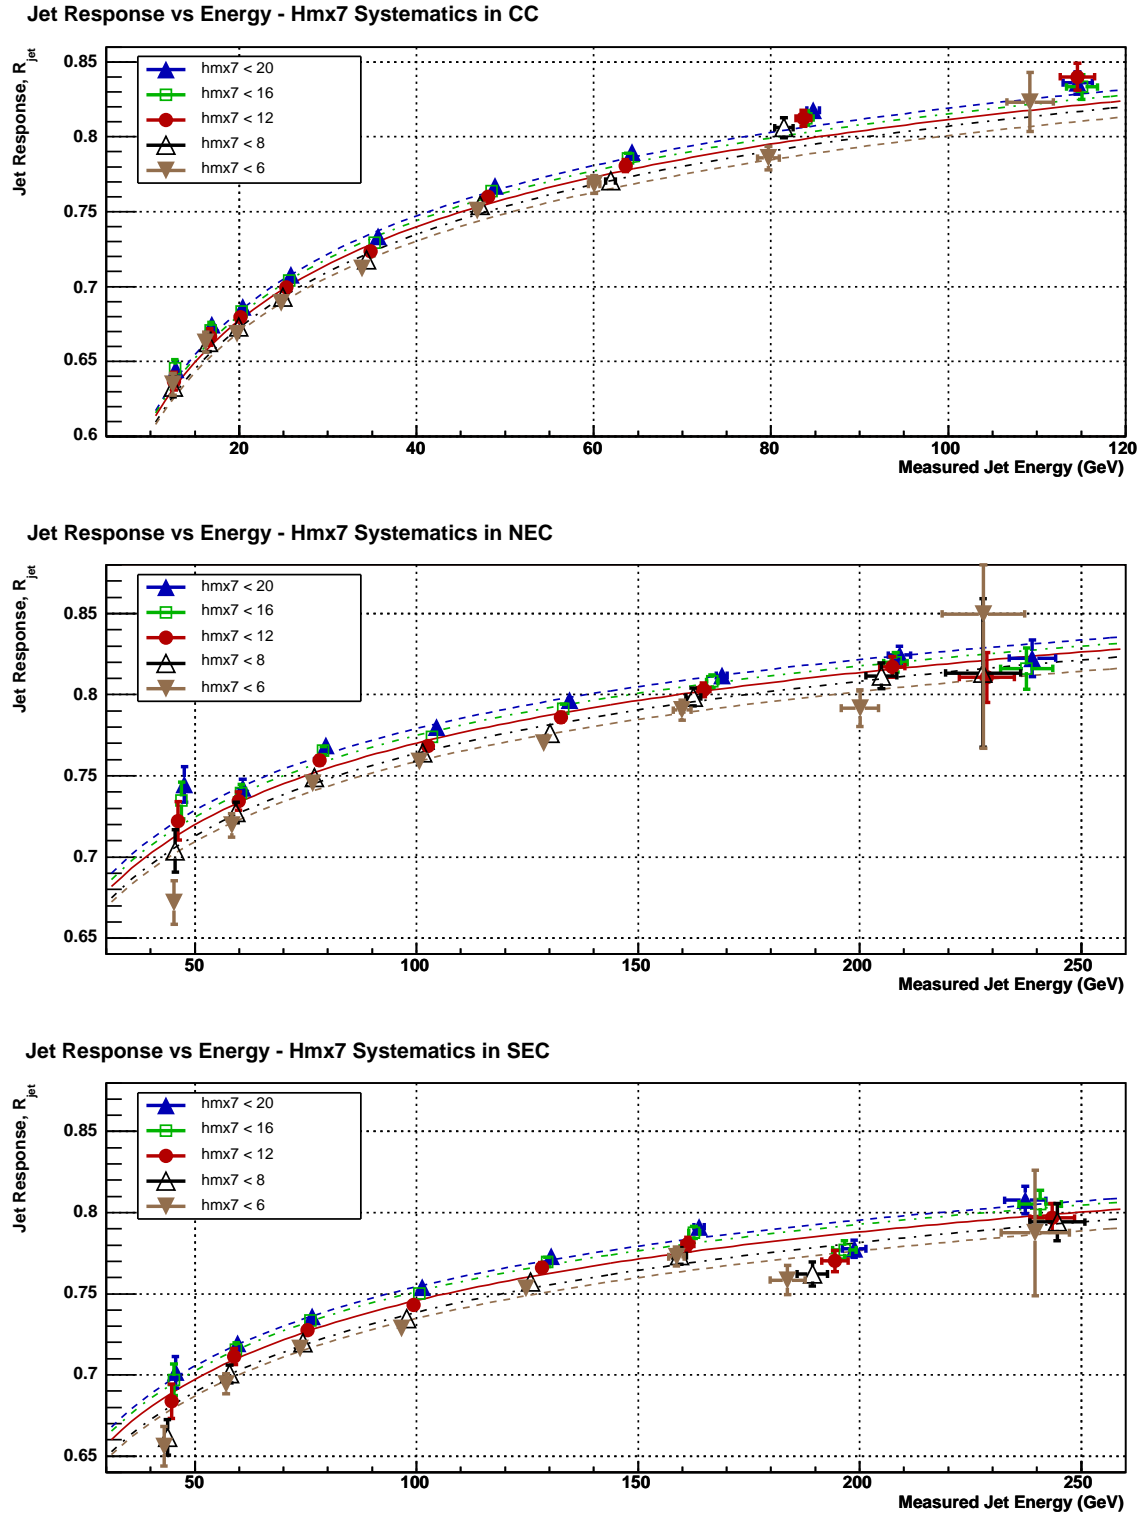 Jet Response vs Energy - Hmx7 Systematics in CC
Jet Response, R_jet
0.85
0.8
0.75
0.7
0.65
0.6
hmx7 < 20
hmx7 < 16
hmx7 < 12
hmx7 < 8
hmx7 < 6
20 40 60 80 100 120
Measured Jet Energy (GeV)
Jet Response vs Energy - Hmx7 Systematics in NEC
Jet Response, R_jet
0.85
0.8
0.75
0.7
0.65
hmx7 < 20
hmx7 < 16
hmx7 < 12
hmx7 < 8
hmx7 < 6
50 100 150 200 250
Measured Jet Energy (GeV)
Jet Response vs Energy - Hmx7 Systematics in SEC
Jet Response, R_jet
0.85
0.8
0.75
0.7
0.65
hmx7 < 20
hmx7 < 16
hmx7 < 12
hmx7 < 8
hmx7 < 6
50 100 150 200 250
Measured Jet Energy (GeV)